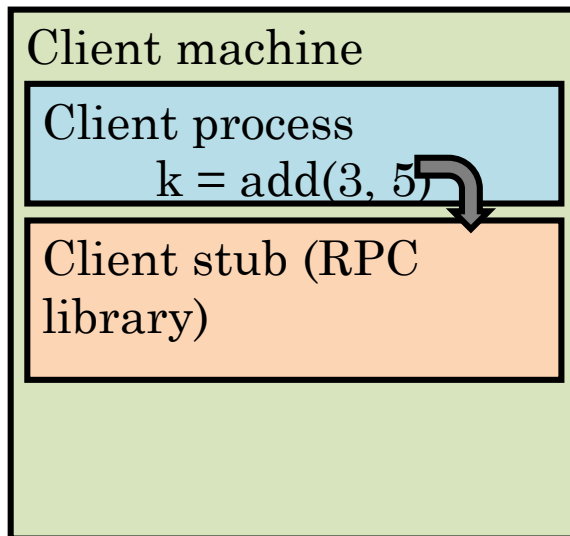 Client machine
Client process
k = add(3, 5)
Client stub (RPC
library)